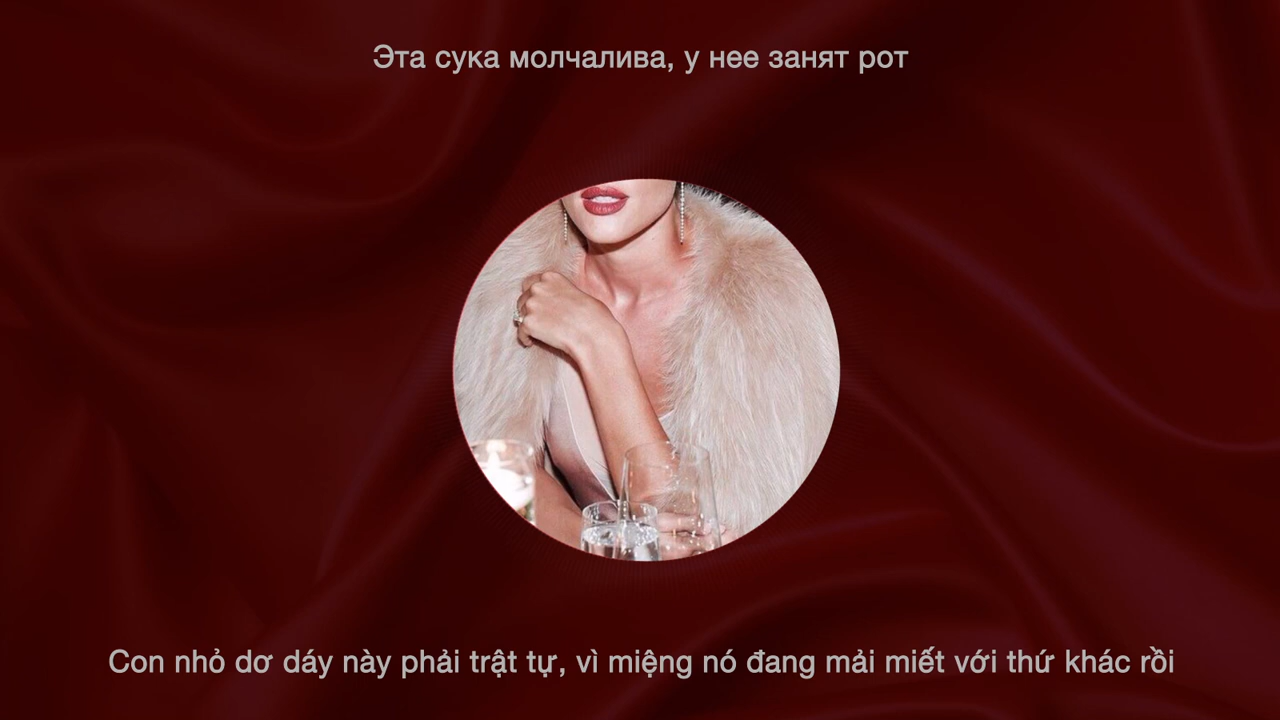 Эта сука молчалива, у нее занят рот
Con nhỏ dơ dáy này phải trật tự, vì miệng nó đang mải miết với thứ khác rồi